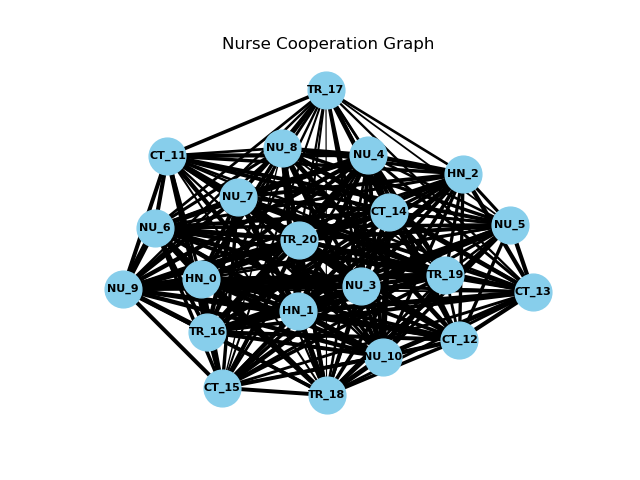 Nurse Cooperation Graph
TR_17
NU_8
NU_4
CT_11
HN_2
NU_7
CT_14
NU_5
NU_6
TR_20
TR_19
HN_0
NU_3
NU_9
CT_13
HN_1
TR_16
CT_12
NU_10
CT_15
TR_18